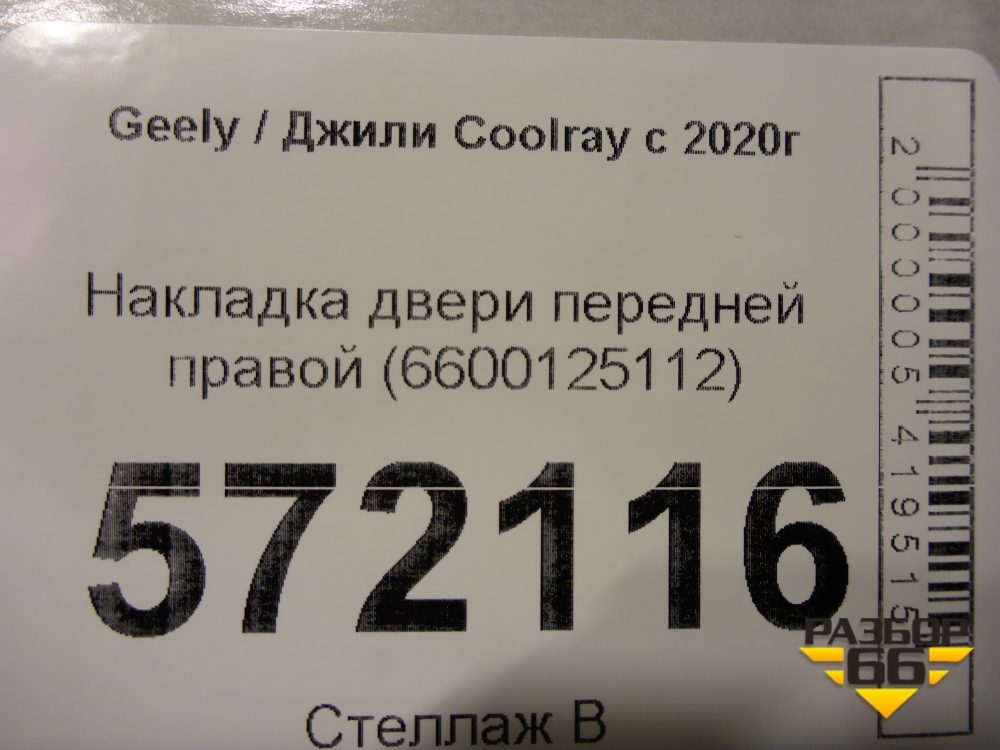 Geely / Джили Coolray с 2020г
Накладка двери передней
правой (6600125112)
572116
Стеллаж В
2000005419515
РАЗБОР
66